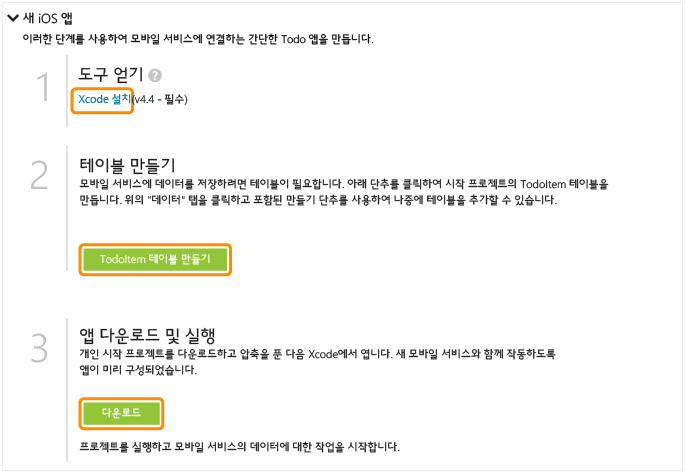 새 iOS 앱
이러한 단계를 사용하여 모바일 서비스에 연결하는 간단한 Todo 앱을 만듭니다.
1
도구 얻기 ?
Xcode 설치(v4.4 - 필수)
2
테이블 만들기
모바일 서비스에 데이터를 저장하려면 테이블이 필요합니다. 아래 단추를 클릭하여 시작 프로젝트의 TodoItem 테이블을
만듭니다. 위의 "데이터" 탭을 클릭하고 포함된 만들기 단추를 사용하여 나중에 테이블을 추가할 수 있습니다.
TodoItem 테이블 만들기
3
앱 다운로드 및 실행
개인 시작 프로젝트를 다운로드하고 압축을 푼 다음 Xcode에서 엽니다. 새 모바일 서비스와 함께 작동하도록
앱이 미리 구성되었습니다.
다운로드
프로젝트를 실행하고 모바일 서비스의 데이터에 대한 작업을 시작합니다.